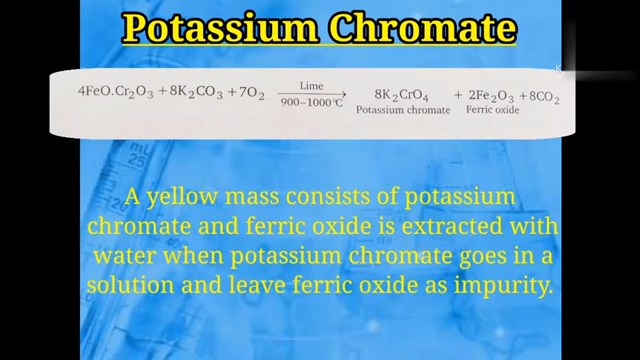 Potassium Chromate
4FeO.Cr₂O₃ + 8K₂CO₃ + 7O₂ Lime 900–1000°C 8K₂CrO₄ + 2Fe₂O₃ + 8CO₂
Potassium chromate Ferric oxide
A yellow mass consists of potassium
chromate and ferric oxide is extracted with
water when potassium chromate goes in a
solution and leave ferric oxide as impurity.